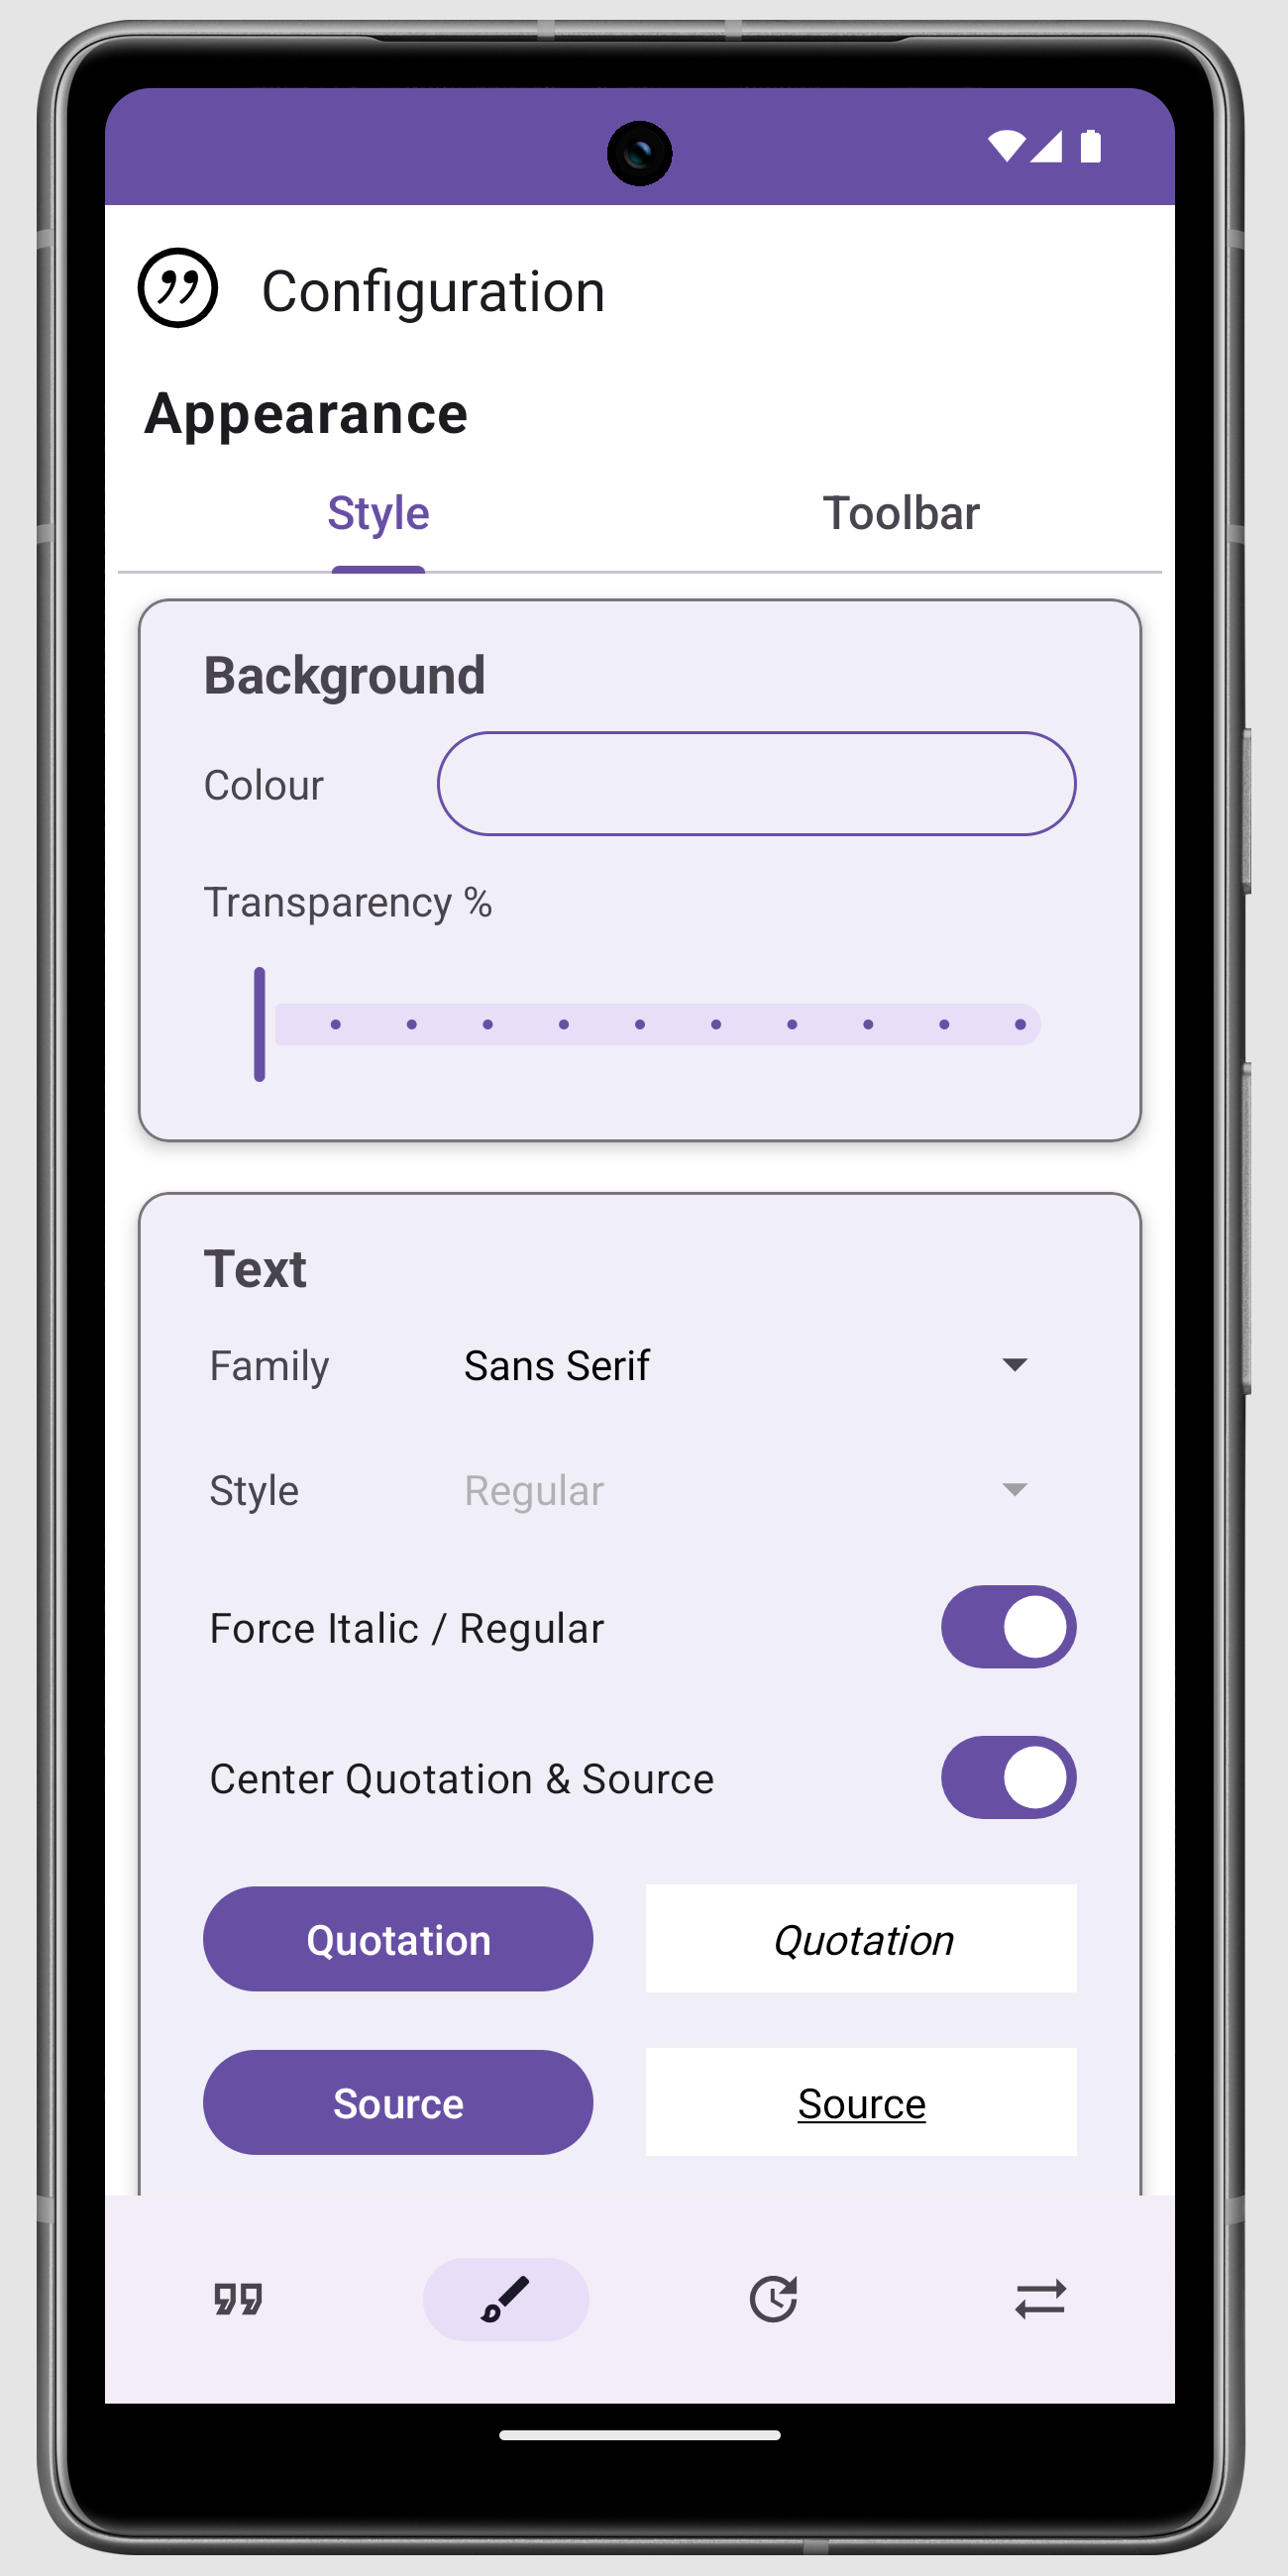 Configuration
Appearance
Style Toolbar
Background
Colour
Transparency %
Text
Family Sans Serif
Style Regular
Force Italic / Regular
Center Quotation & Source
Quotation Quotation
Source Source